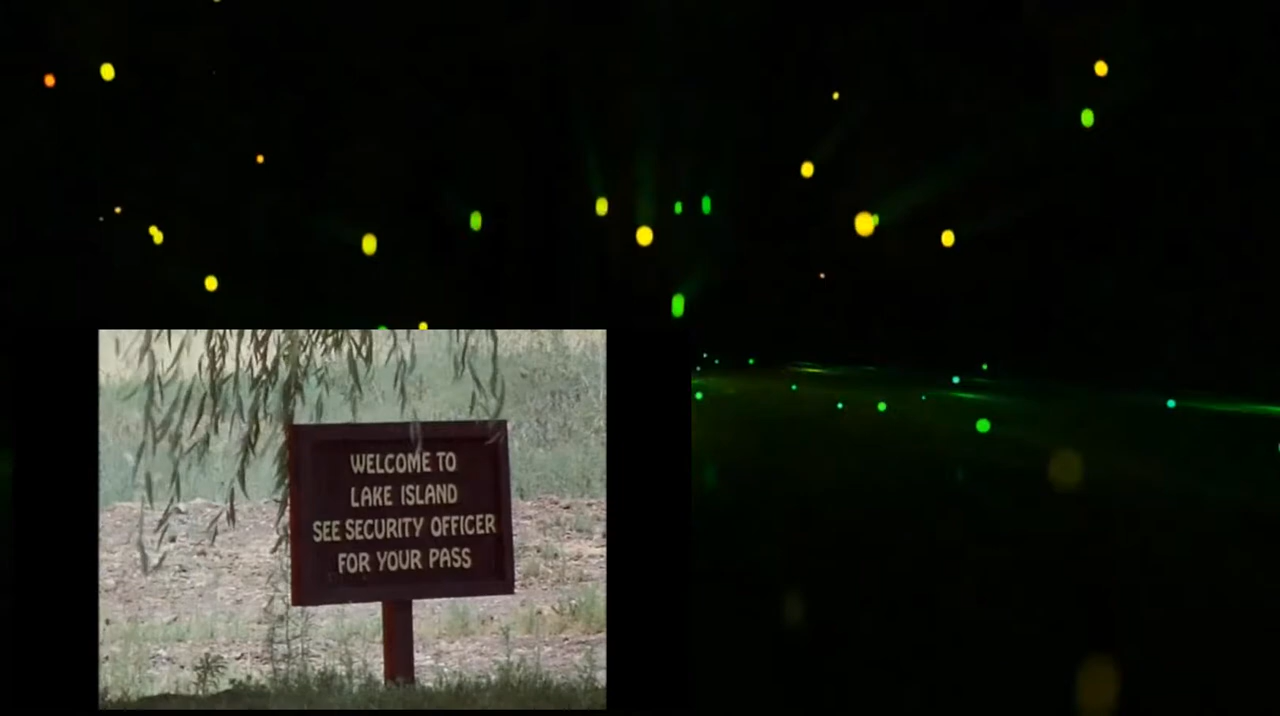 WELCOME TO
LAKE ISLAND
SEE SECURITY OFFICER
FOR YOUR PASS